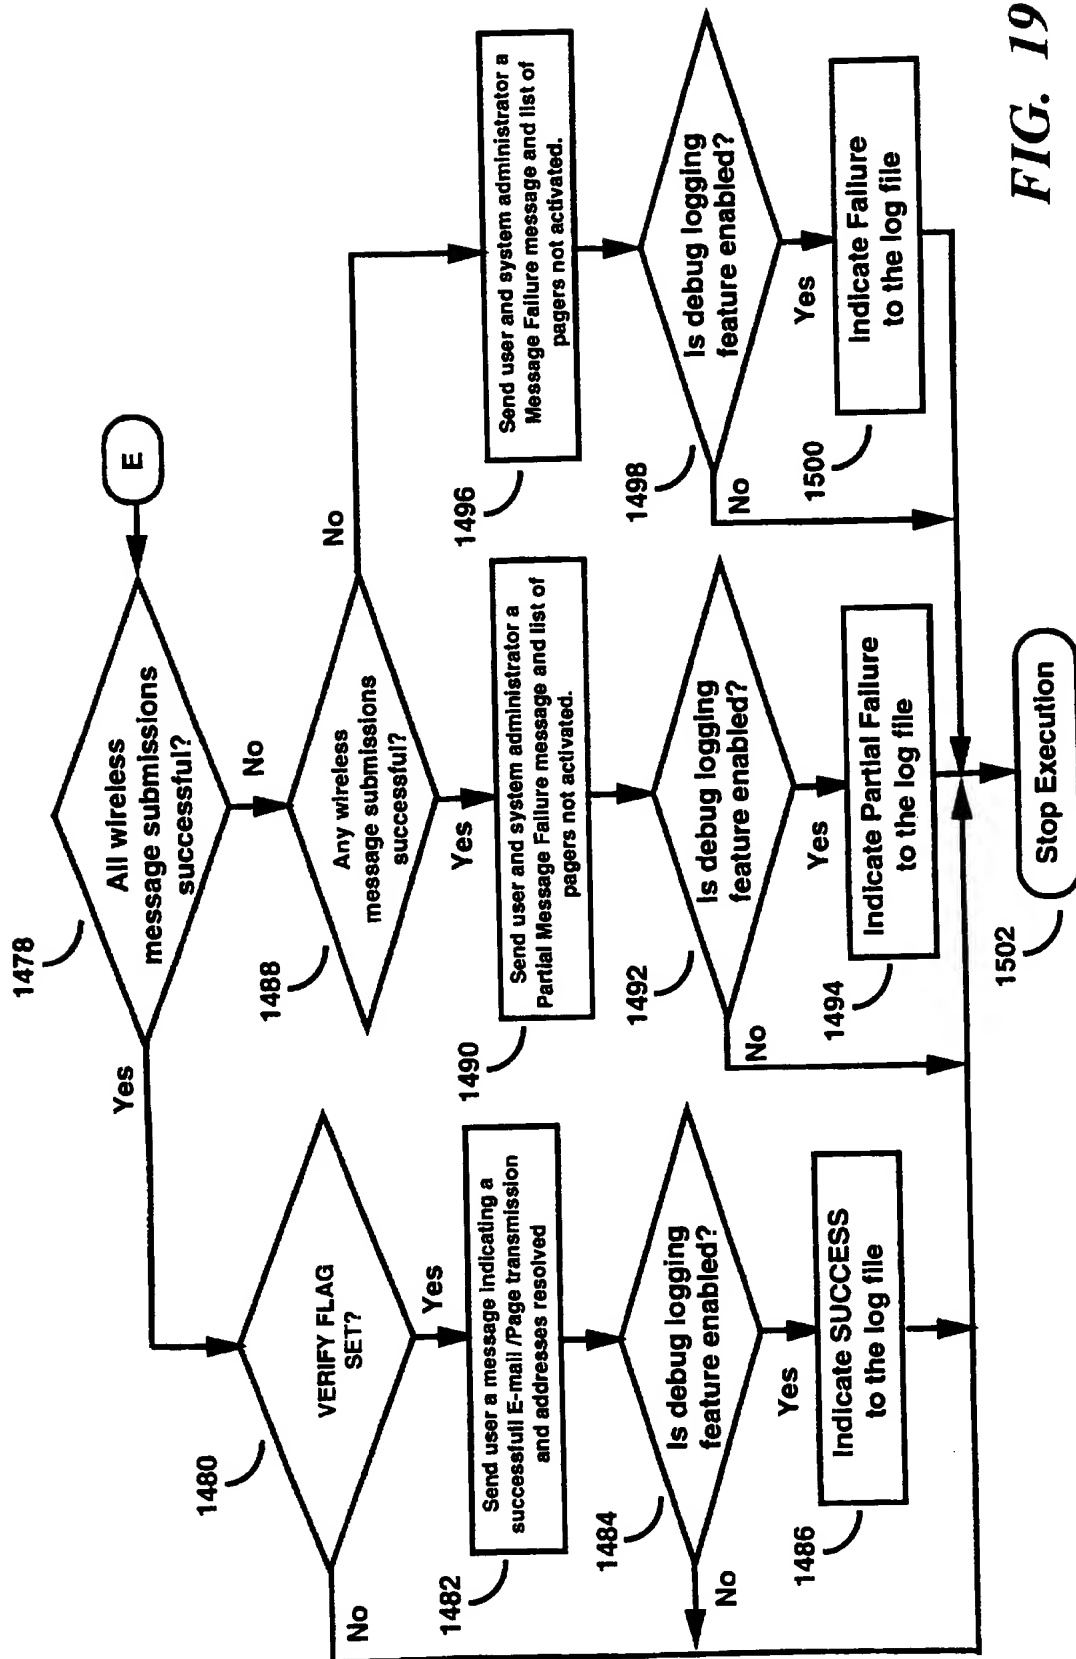 E
All wireless
message submissions
successful?
1478
Yes
No
VERIFY FLAG
SET?
1480
Yes
No
Send user a message indicating a
successfull E-mail /Page transmission
and addresses resolved
1482
Is debug logging
feature enabled?
1484
No
Yes
Indicate SUCCESS
to the log file
1486
Any wireless
message submissions
successful?
1488
No
Yes
Send user and system administrator a
Partial Message Failure message and list of
pagers not activated.
1490
Is debug logging
feature enabled?
1492
No
Yes
Indicate Partial Failure
to the log file
1494
Send user and system administrator a
Message Failure message and list of
pagers not activated.
1496
Is debug logging
feature enabled?
1498
No
Yes
Indicate Failure
to the log file
1500
Stop Execution
1502
FIG. 19